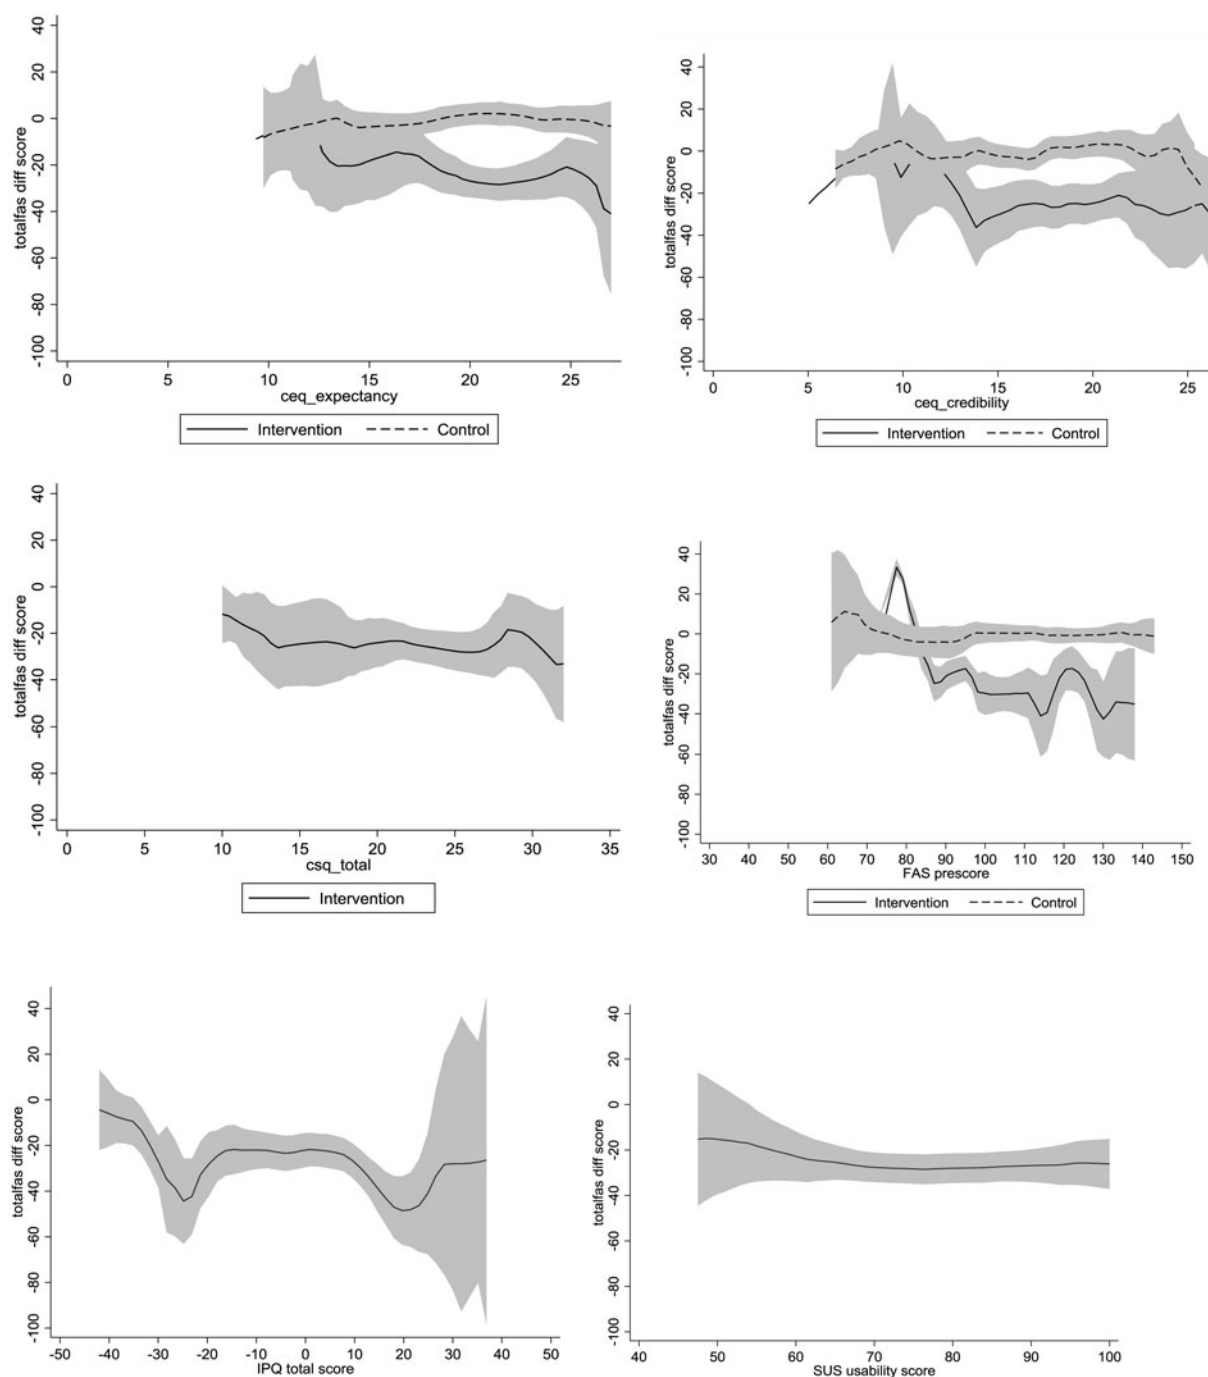 totalfas diff score
40
20
0
-20
-40
-60
-80
-100
0 5 10 15 20 25
ceq_expectancy
Intervention Control
totalfas diff score
40
20
0
-20
-40
-60
-80
-100
0 5 10 15 20 25
ceq_credibility
Intervention Control
totalfas diff score
40
20
0
-20
-40
-60
-80
-100
0 5 10 15 20 25 30 35
csq_total
Intervention
totalfas diff score
40
20
0
-20
-40
-60
-80
-100
30 40 50 60 70 80 90 100 110 120 130 140 150
FAS prescore
Intervention Control
totalfas diff score
40
20
0
-20
-40
-60
-80
-100
-50 -40 -30 -20 -10 0 10 20 30 40 50
IPQ total score
totalfas diff score
40
20
0
-20
-40
-60
-80
-100
40 50 60 70 80 90 100
SUS usability score